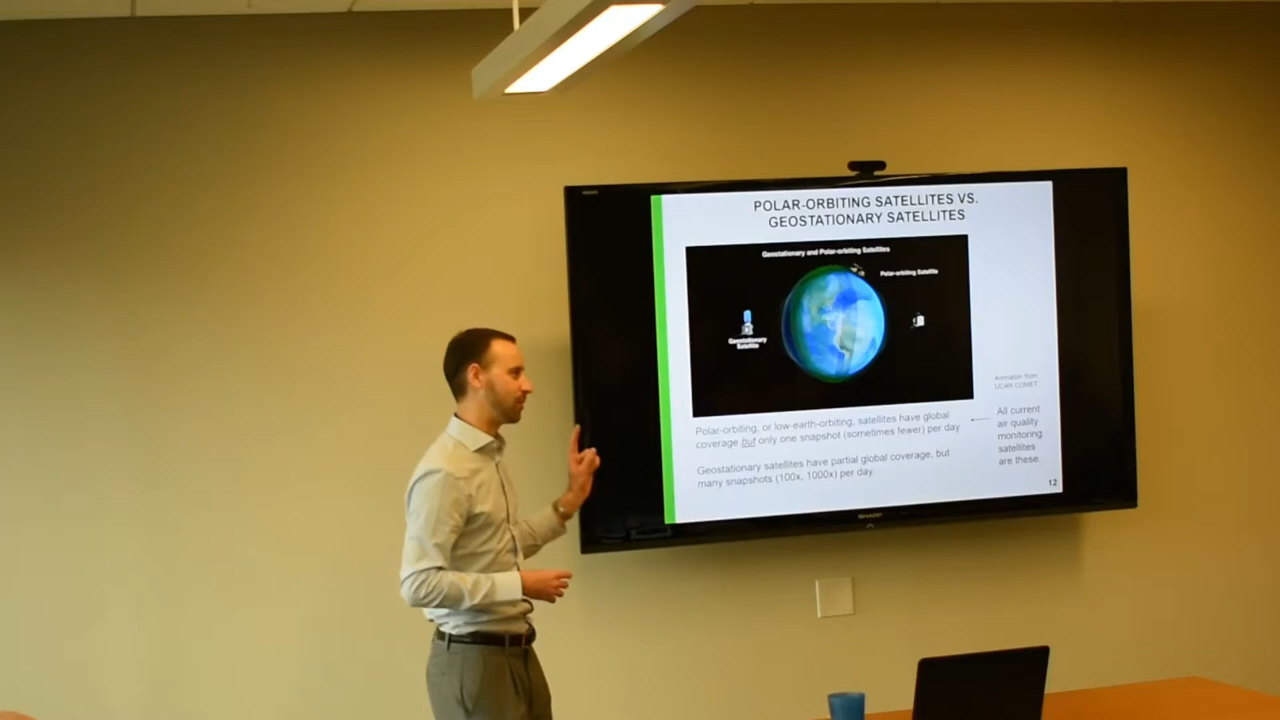 POLAR-ORBITING SATELLITES VS.
GEOSTATIONARY SATELLITES
Geostationary and Polar-orbiting Satellites
Polar-orbiting Satellite
Geostationary
Satellite
Animation from
UCAR COMET
Polar-orbiting, or low-earth-orbiting, satellites have global
coverage but only one snapshot (sometimes fewer) per day
All current
air quality
monitoring
satellites
are these.
Geostationary satellites have partial global coverage, but
many snapshots (100x, 1000x) per day.
12
SHARP